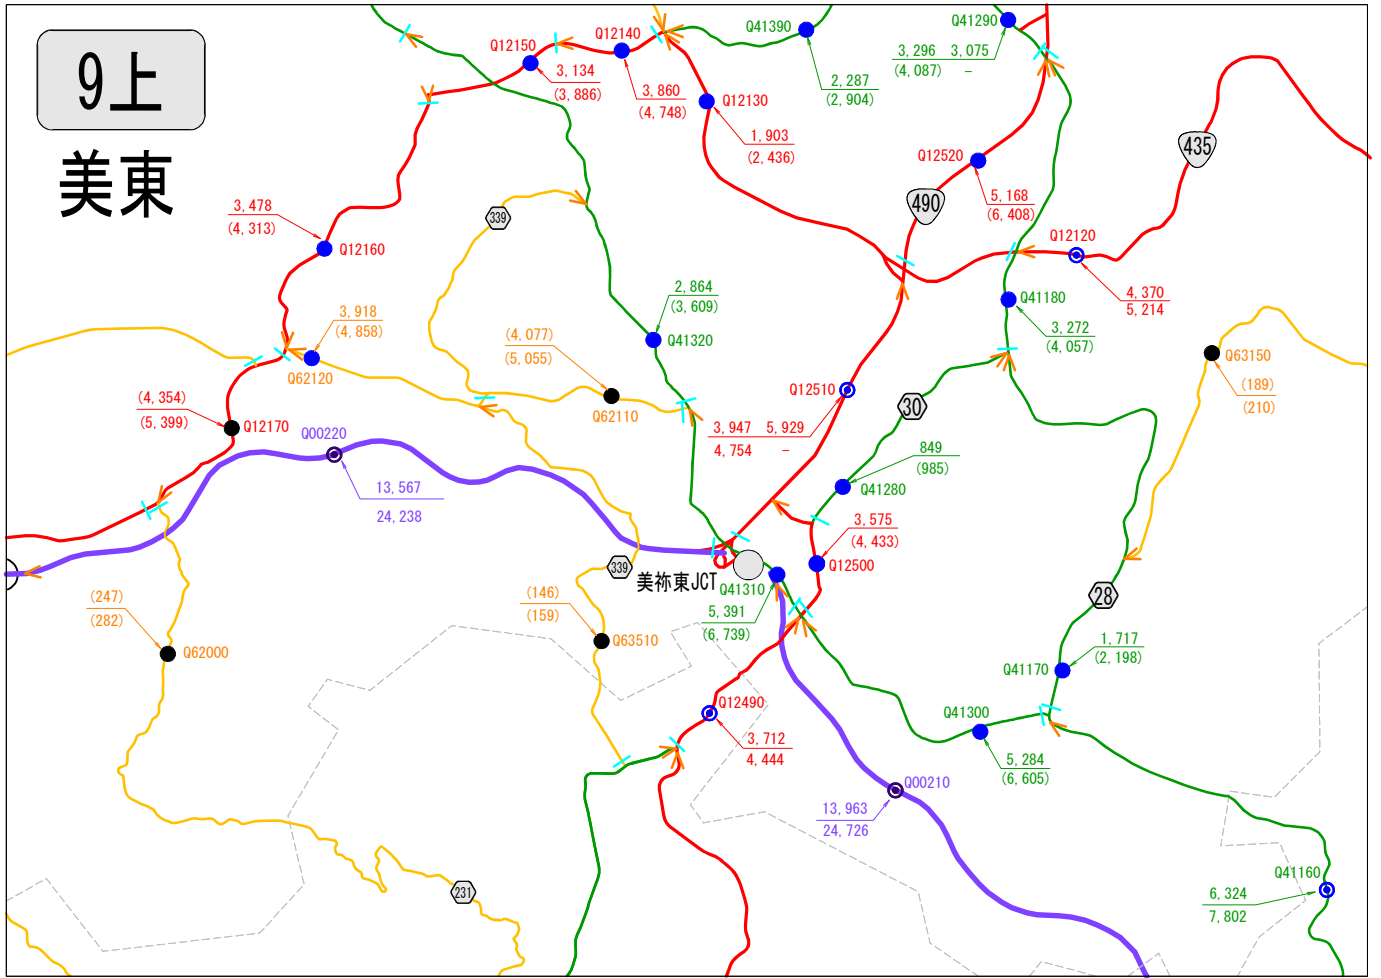 9上
美東
Q12150
3,134
(3,886)
Q12140
3,860
(4,748)
Q41390
2,287
(2,904)
Q41290
3,296 3,075
(4,087) -
Q12130
1,903
(2,436)
Q12520
5,168
(6,408)
435
490
339
3,478
(4,313)
Q12160
Q12120
4,370
5,214
2,864
(3,609)
Q41320
Q41180
3,272
(4,057)
3,918
(4,858)
Q62120
(4,077)
(5,055)
Q62110
Q63150
(189)
(210)
(4,354)
(5,399)
Q12170
Q12510
3,947 5,929
4,754 -
30
Q00220
13,567
24,238
849
(985)
Q41280
3,575
(4,433)
Q12500
339
美祢東JCT
Q41310
5,391
(6,739)
28
(247)
(282)
Q62000
(146)
(159)
Q63510
1,717
(2,198)
Q41170
Q12490
3,712
4,444
Q41300
5,284
(6,605)
Q00210
13,963
24,726
231
Q41160
6,324
7,802